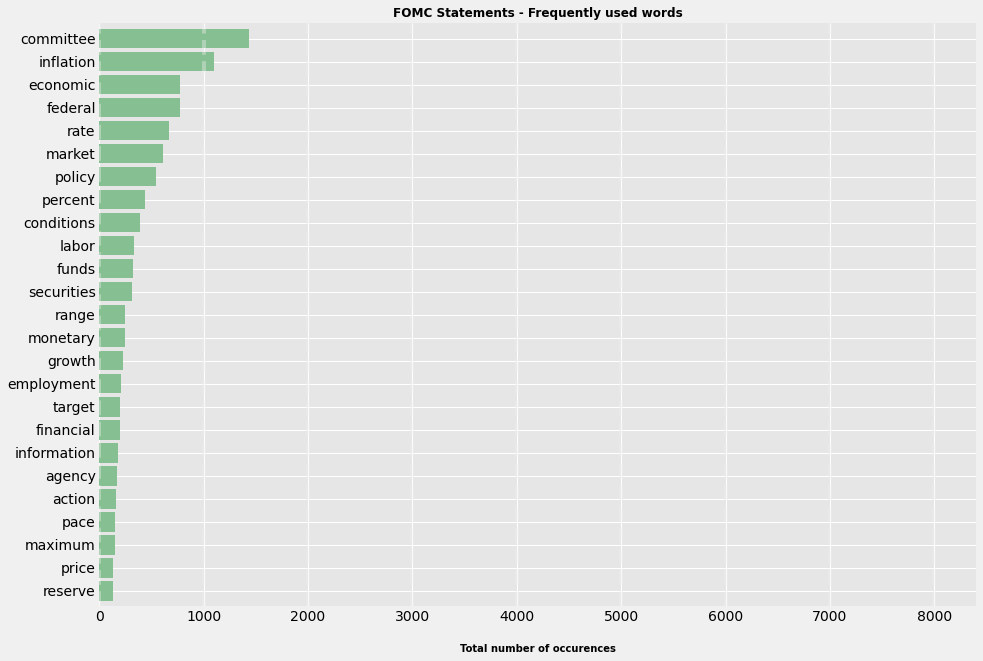 FOMC Statements - Frequently used words
committee
inflation
economic
federal
rate
market
policy
percent
conditions
labor
funds
securities
range
monetary
growth
employment
target
financial
information
agency
action
pace
maximum
price
reserve
0 1000 2000 3000 4000 5000 6000 7000 8000
Total number of occurences